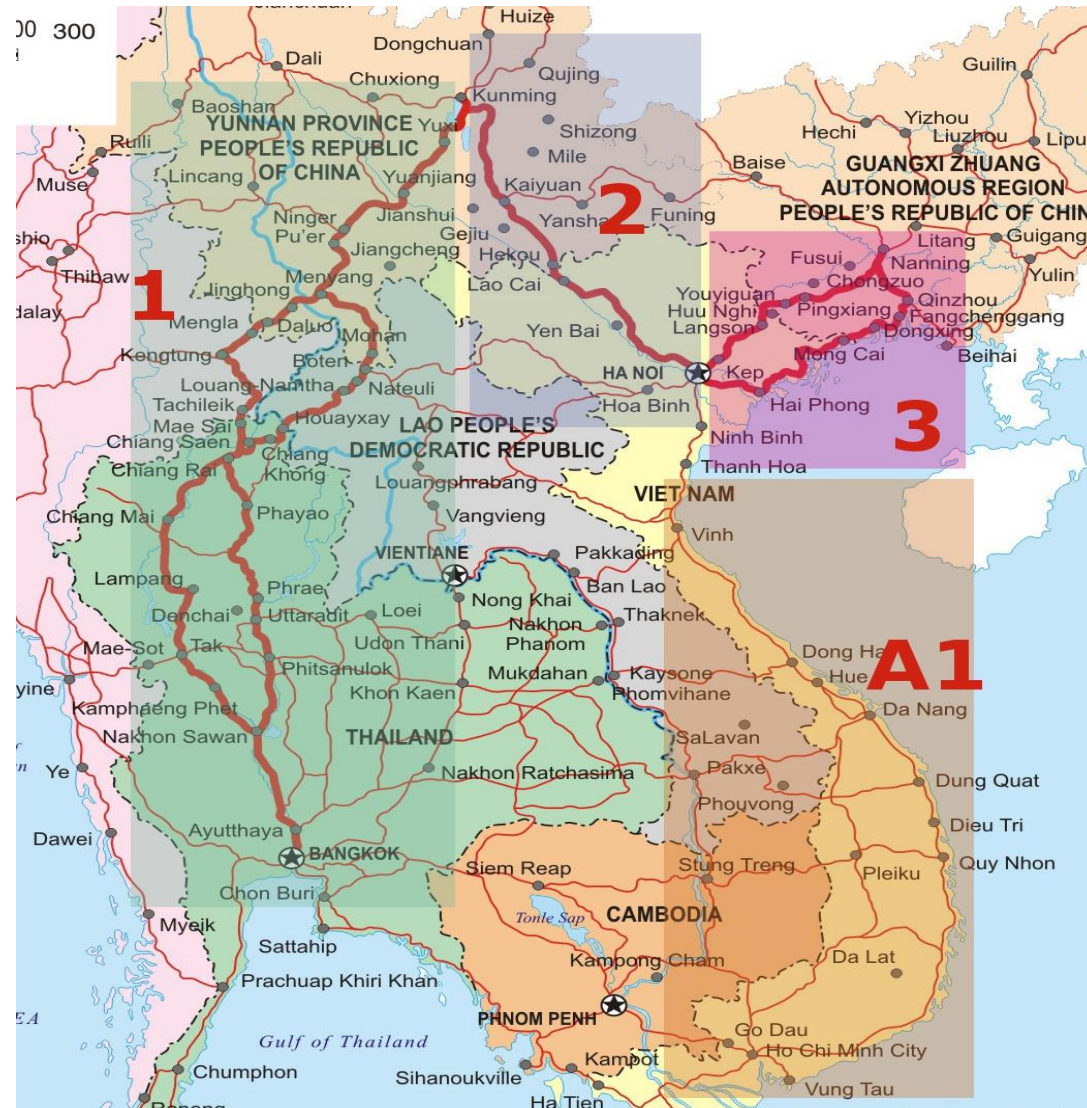 00 300
Huize
Dongchuan
Dali
Qujing
Guilin
Chuxiong
Baoshan
Kunming
YUNNAN PROVINCE
PEOPLE'S REPUBLIC
OF CHINA
Yuxi
Shizong
Hechi
Yizhou
Liuzhou
Lipu
Rulli
Mile
Baise
GUANGXI ZHUANG
AUTONOMOUS REGION
PEOPLE'S REPUBLIC OF CHIN
Muse
Lincang
Yuanjiang
Kaiyuan
Yansha
2
Funing
Jianshui
Ninger
Pu'er
Gejiu
Litang
Guigang
shio
Thibaw
Jiangcheng
Hekou
Fusui
Nanning
Yulin
Menyang
Lao Cai
Chongzuo
1
Jinghong
Youyiguan
Huu Nghi
Pingxiang
Qinzhou
dalay
Mengla
Daluo
Mohan
Yen Bai
Langson
Fangchenggang
Dongxing
Kengtung
Boten
Mong Cai
Beihai
Louang-Namtha
Nateuli
HA NOI
Kep
Tachileik
Hoa Binh
Hai Phong
Mae Sai
Houayxay
LAO PEOPLE'S
DEMOCRATIC REPUBLIC
3
Chiang Saen
Ninh Binh
Chiang Rai
Chiang
Khong
Louangphrabang
Thanh Hoa
VIET NAM
Chiang Mai
Phayao
Vangvieng
Vinh
VIENTIANE
Pakkading
Lampang
Ban Lao
Phrae
Nong Khai
Denchai
Uttaradit
Loei
Thaknek
Udon Thani
Nakhon
Phanom
Mae-Sot
Tak
Phitsanulok
Mukdahan
Kaysone
Phomvihane
Dong Ha
Hue
A1
yine
Khon Kaen
Kamphaeng Phet
Da Nang
Nakhon Sawan
THAILAND
SaLavan
Ye
Nakhon Ratchasima
Pakxe
Dung Quat
Phouvong
Dawei
Ayutthaya
Dieu Tri
BANGKOK
Siem Reap
Stung Treng
Quy Nhon
Pleiku
Chon Buri
Tonle Sap
CAMBODIA
Myeik
Sattahip
Kampong Cham
Da Lat
Prachuap Khiri Khan
EA
PHNOM PENH
Go Dau
Gulf of Thailand
Ho Chi Minh City
Kampot
Chumphon
Sihanoukville
Vung Tau
Ha Tien